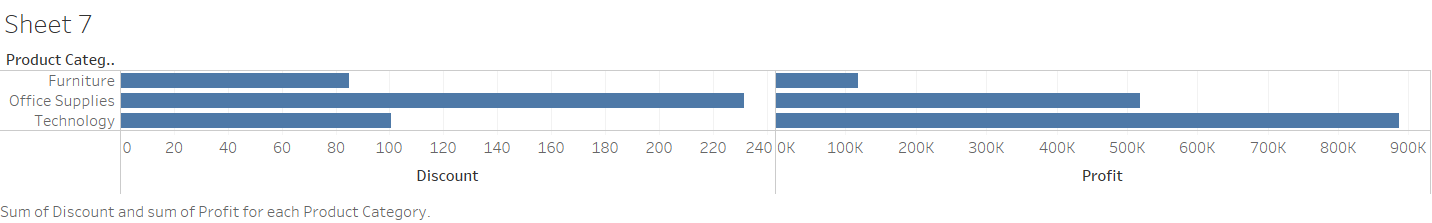 Sheet 7
Product Categ..
Furniture
Office Supplies
Technology
0 20 40 60 80 100 120 140 160 180 200 220 240 0K 100K 200K 300K 400K 500K 600K 700K 800K 900K
Discount Profit
Sum of Discount and sum of Profit for each Product Category.